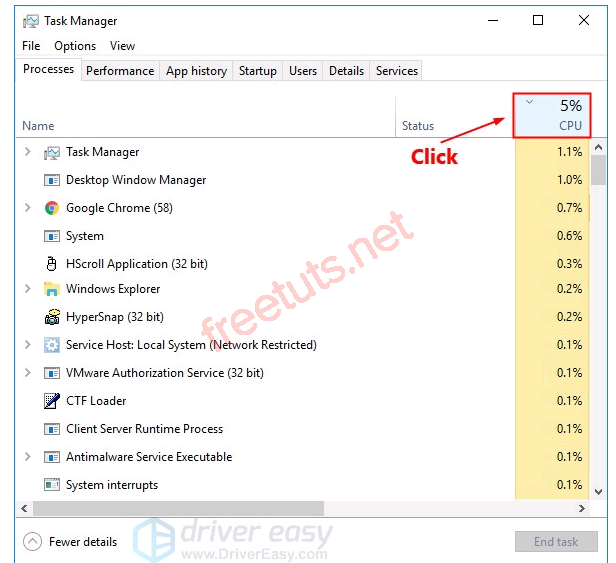 Task Manager
File Options View
Processes Performance App history Startup Users Details Services
5%
Name Status CPU
Click
Task Manager 1.1%
Desktop Window Manager 1.0%
Google Chrome (58) 0.7%
System 0.6%
HScroll Application (32 bit) 0.3%
Windows Explorer 0.2%
HyperSnap (32 bit) 0.2%
Service Host: Local System (Network Restricted) 0.1%
VMware Authorization Service (32 bit) 0.1%
CTF Loader 0.1%
Client Server Runtime Process 0.1%
Antimalware Service Executable 0.1%
System interrupts 0.1%
freetuts.net
Fewer details End task
driver easy
www.DriverEasy.com